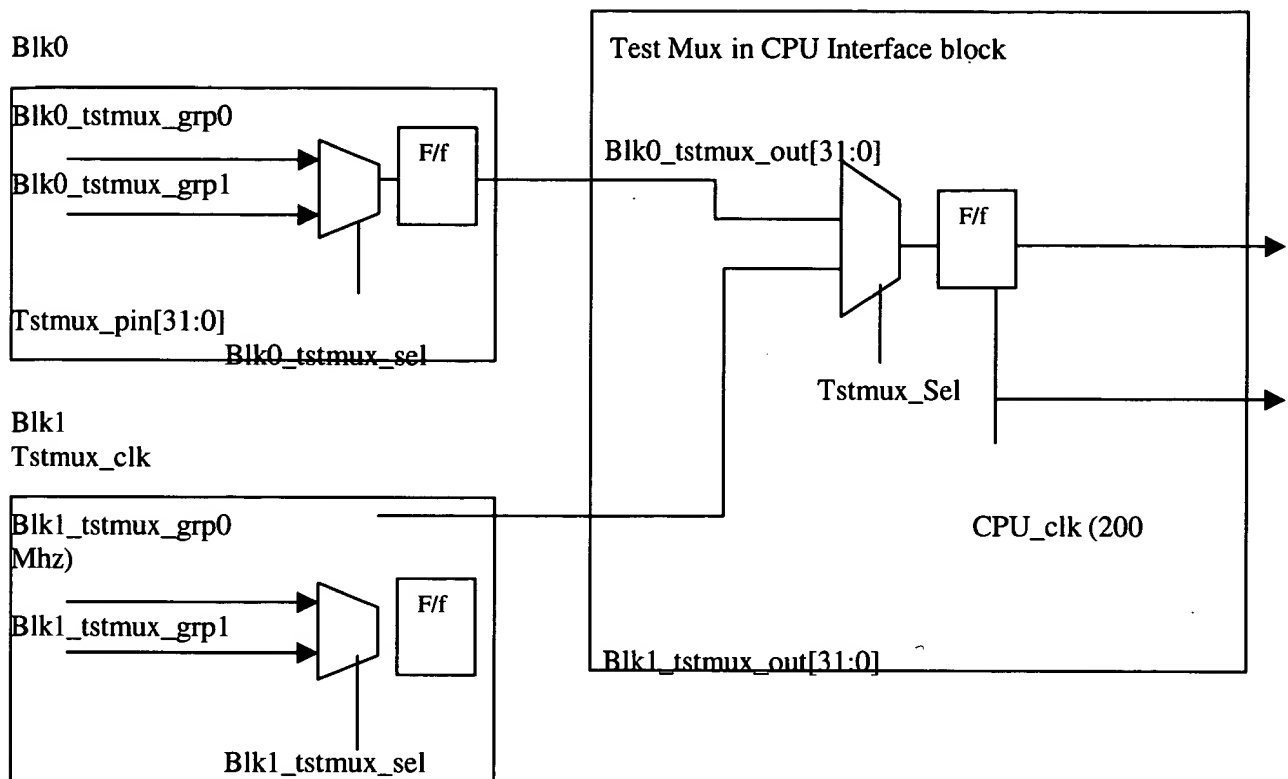 Blk0
Test Mux in CPU Interface block
Blk0_tstmux_grp0
F/f
Blk0_tstmux_out[31:0]
Blk0_tstmux_grp1
F/f
Tstmux_pin[31:0]
Blk0_tstmux_sel
Tstmux_Sel
Blk1
Tstmux_clk
Blk1_tstmux_grp0
CPU_clk (200
Mhz)
F/f
Blk1_tstmux_grp1
Blk1_tstmux_out[31:0]
Blk1_tstmux_sel